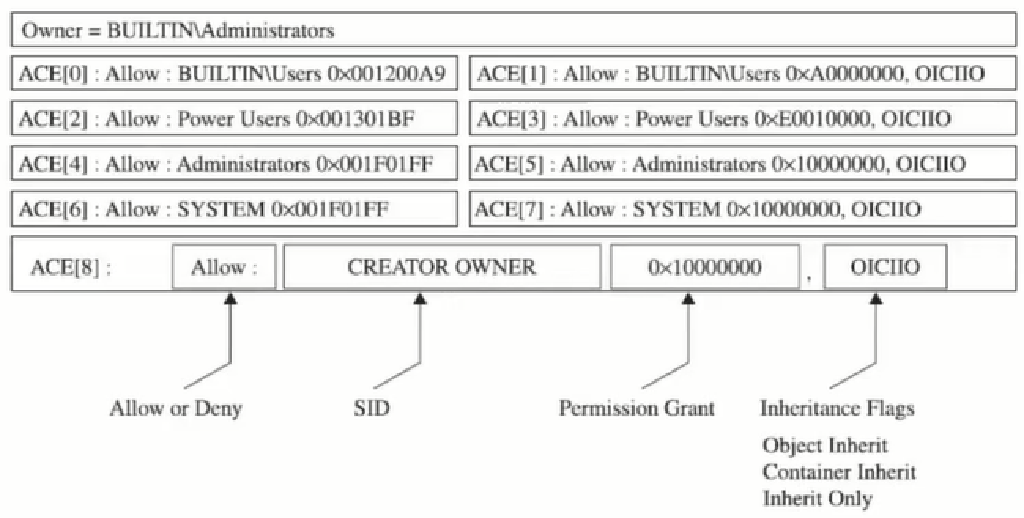 Owner = BUILTIN\Administrators
ACE[0] : Allow : BUILTIN\Users 0×001200A9
ACE[1] : Allow : BUILTIN\Users 0×A0000000, OICIIO
ACE[2] : Allow : Power Users 0×001301BF
ACE[3] : Allow : Power Users 0×E0010000, OICIIO
ACE[4] : Allow : Administrators 0×001F01FF
ACE[5] : Allow : Administrators 0×10000000, OICIIO
ACE[6] : Allow : SYSTEM 0×001F01FF
ACE[7] : Allow : SYSTEM 0×10000000, OICIIO
ACE[8] : Allow : CREATOR OWNER 0×10000000 , OICIIO
Allow or Deny
SID
Permission Grant
Inheritance Flags
Object Inherit
Container Inherit
Inherit Only